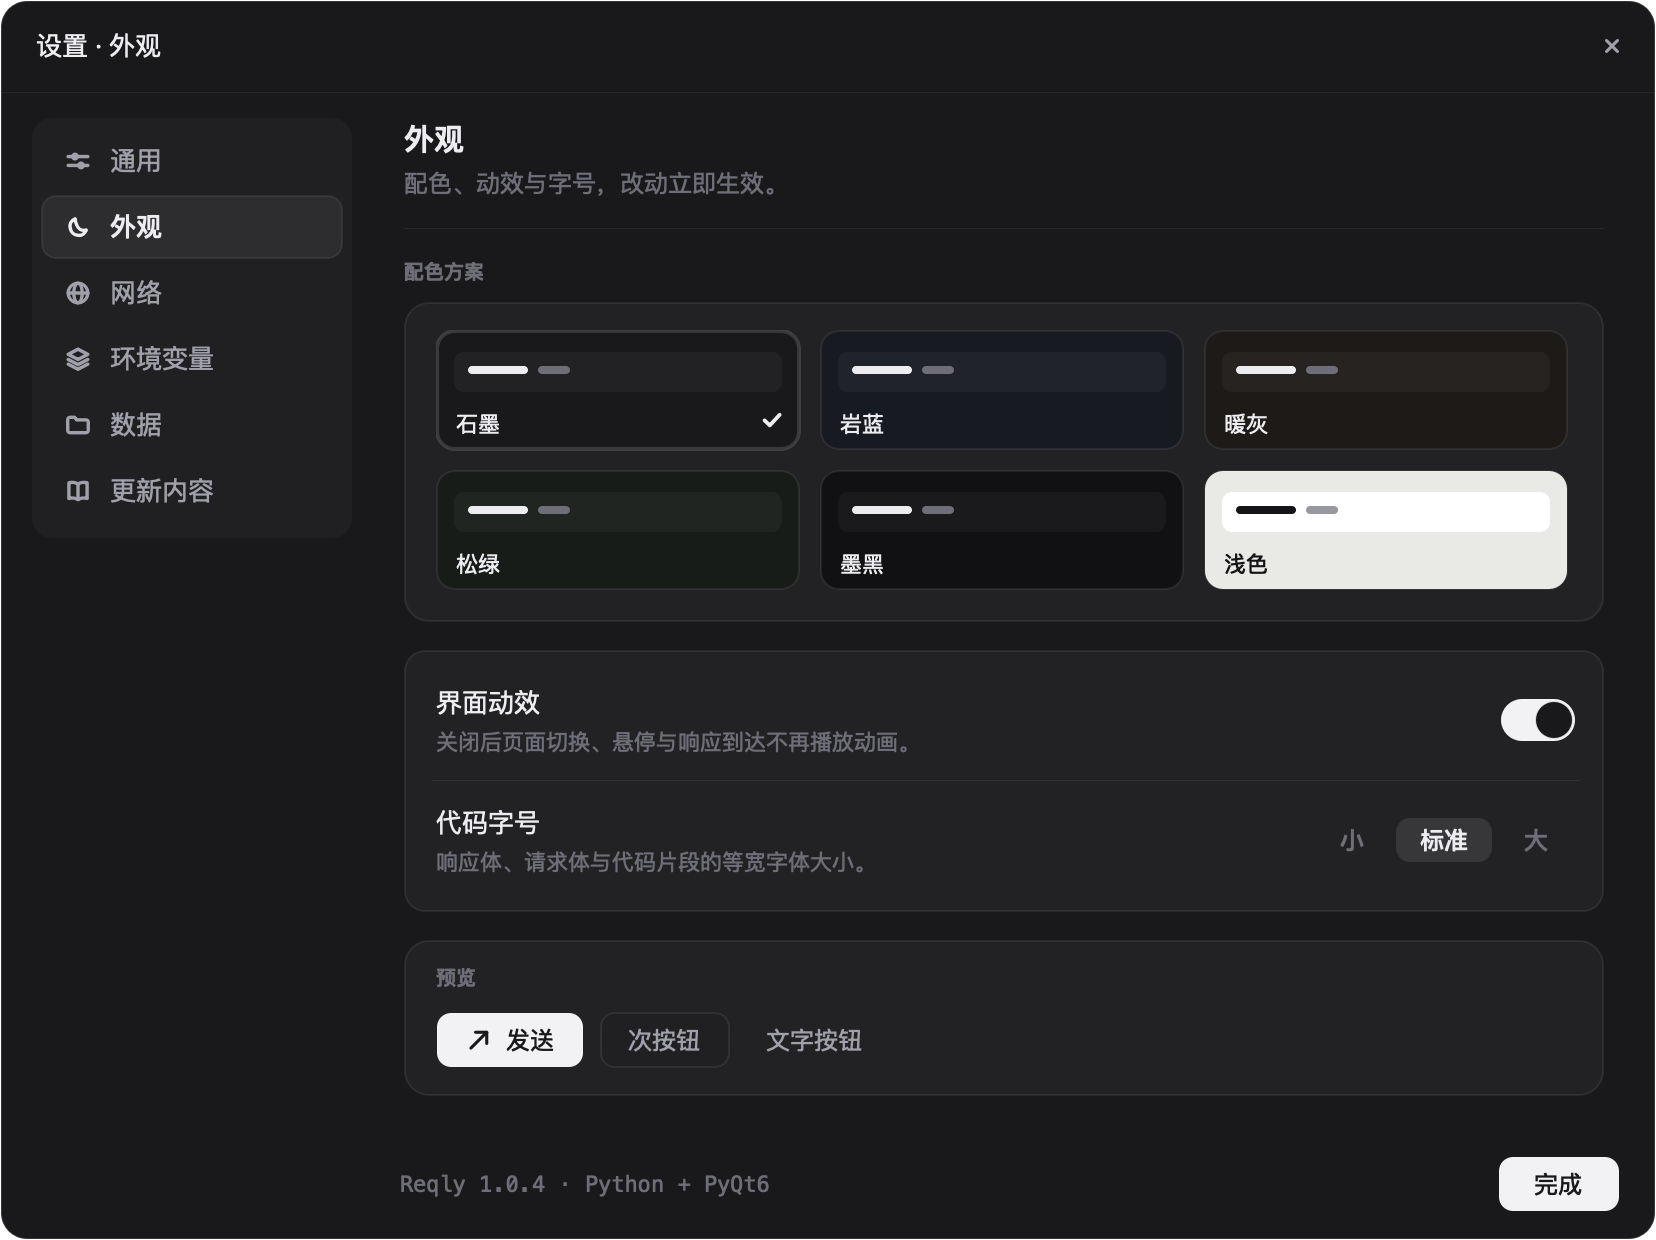 设置 · 外观
通用
外观
网络
环境变量
数据
更新内容
外观
配色、动效与字号，改动立即生效。
配色方案
石墨
岩蓝
暖灰
松绿
墨黑
浅色
界面动效
关闭后页面切换、悬停与响应到达不再播放动画。
代码字号
响应体、请求体与代码片段的等宽字体大小。
小 标准 大
预览
发送 次按钮 文字按钮
Reqly 1.0.4 · Python + PyQt6
完成